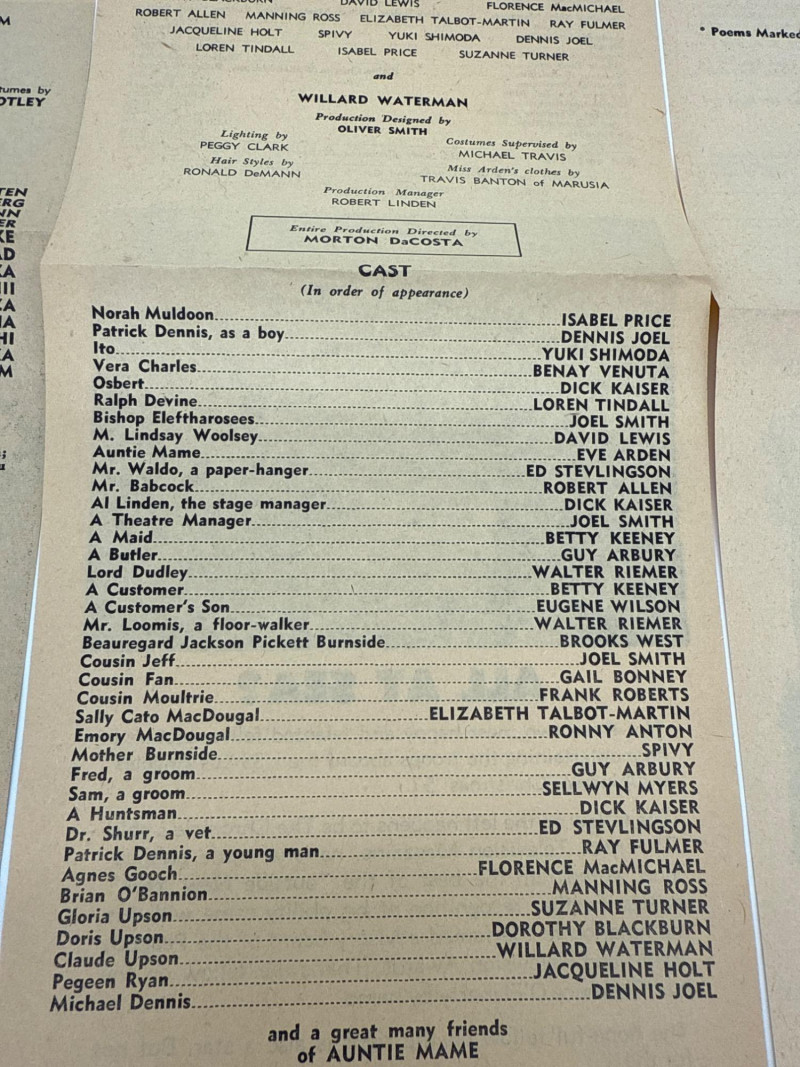 DAVID LEWIS FLORENCE MacMICHAEL
ROBERT ALLEN MANNING ROSS ELIZABETH TALBOT-MARTIN RAY FULMER
JACQUELINE HOLT SPIVY YUKI SHIMODA DENNIS JOEL
LOREN TINDALL ISABEL PRICE SUZANNE TURNER
and
WILLARD WATERMAN
Production Designed by
OLIVER SMITH
Lighting by
PEGGY CLARK
Costumes Supervised by
MICHAEL TRAVIS
Hair Styles by
RONALD DeMANN
Miss Arden's clothes by
TRAVIS BANTON of MARUSIA
Production Manager
ROBERT LINDEN
Entire Production Directed by
MORTON DaCOSTA
CAST
(In order of appearance)
Norah Muldoon ISABEL PRICE
Patrick Dennis, as a boy DENNIS JOEL
Ito YUKI SHIMODA
Vera Charles BENAY VENUTA
Osbert DICK KAISER
Ralph Devine LOREN TINDALL
Bishop Eleftharosees JOEL SMITH
M. Lindsay Woolsey DAVID LEWIS
Auntie Mame EVE ARDEN
Mr. Waldo, a paper-hanger ED STEVLINGSON
Mr. Babcock ROBERT ALLEN
Al Linden, the stage manager DICK KAISER
A Theatre Manager JOEL SMITH
A Maid BETTY KEENEY
A Butler GUY ARBURY
Lord Dudley WALTER RIEMER
A Customer BETTY KEENEY
A Customer's Son EUGENE WILSON
Mr. Loomis, a floor-walker WALTER RIEMER
Beauregard Jackson Pickett Burnside BROOKS WEST
Cousin Jeff JOEL SMITH
Cousin Fan GAIL BONNEY
Cousin Moultrie FRANK ROBERTS
Sally Cato MacDougal ELIZABETH TALBOT-MARTIN
Emory MacDougal RONNY ANTON
Mother Burnside SPIVY
Fred, a groom GUY ARBURY
Sam, a groom SELLWYN MYERS
A Huntsman DICK KAISER
Dr. Shurr, a vet ED STEVLINGSON
Patrick Dennis, a young man RAY FULMER
Agnes Gooch FLORENCE MacMICHAEL
Brian O'Bannion MANNING ROSS
Gloria Upson SUZANNE TURNER
Doris Upson DOROTHY BLACKBURN
Claude Upson WILLARD WATERMAN
Pegeen Ryan JACQUELINE HOLT
Michael Dennis DENNIS JOEL
and a great many friends
of AUNTIE MAME
* Poems Marked